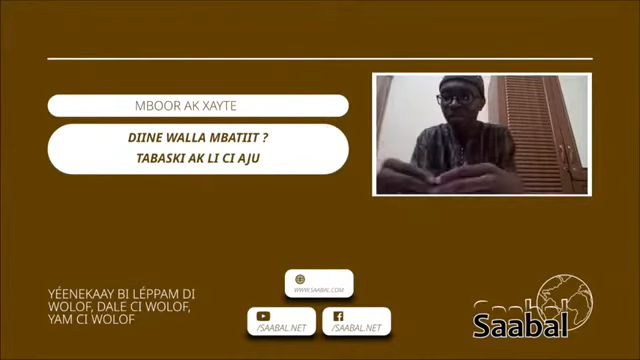 MBOOR AK XAYTE
DIINE WALLA MBATIIT ?
TABASKI AK LI CI AJU
YÉENEKAAY BI LÉPPAM DI
WOLOF, DALE CI WOLOF,
YAM CI WOLOF
WWW.SAABAL.COM
/SAABAL.NET
/SAABAL.NET
Saabal